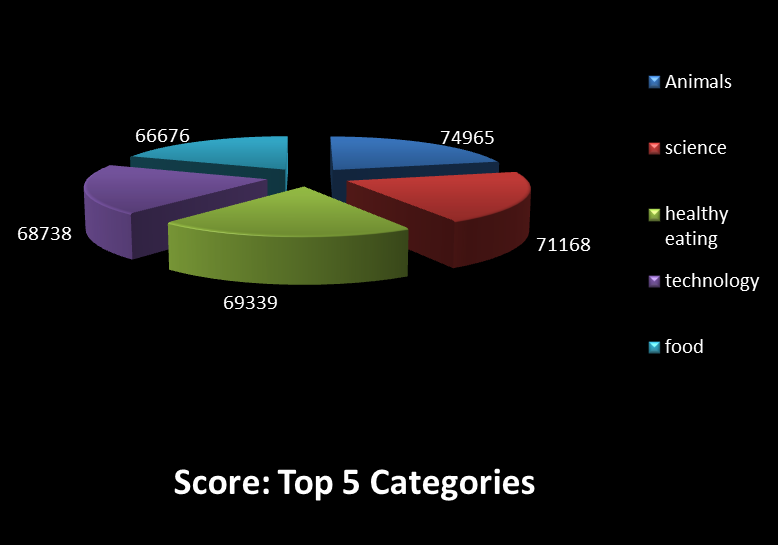 66676
74965
68738
71168
69339
Animals
science
healthy
eating
technology
food
Score: Top 5 Categories